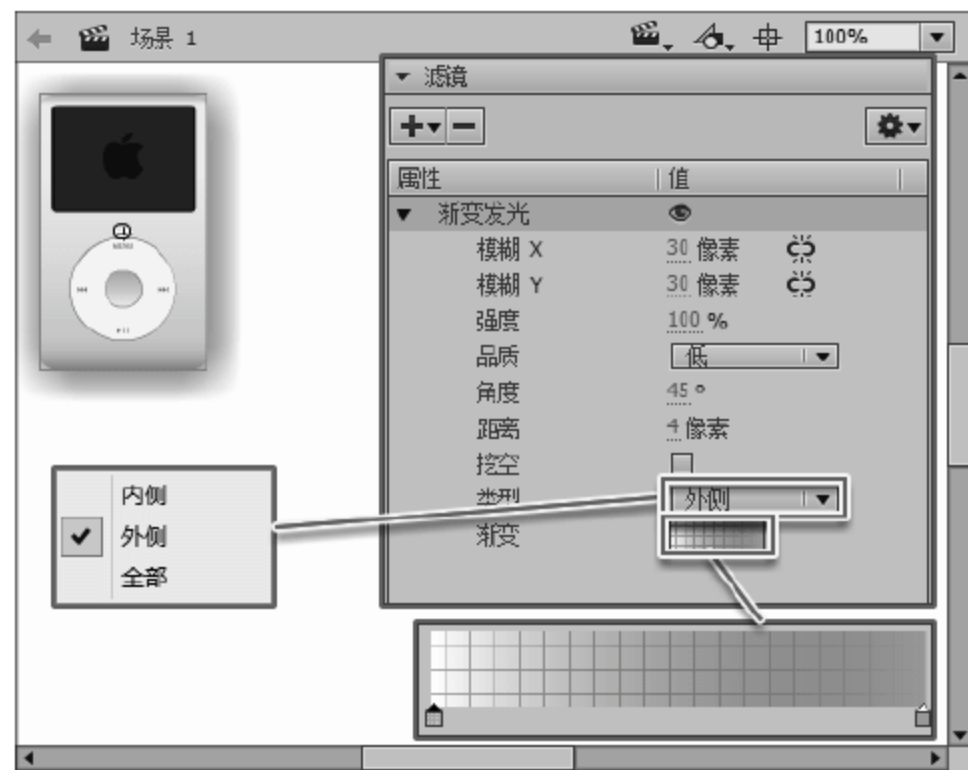 场景 1
100%
滤镜
属性 值
渐变发光
模糊 X 30 像素
模糊 Y 30 像素
强度 100 %
品质 低
角度 45 °
距离 4 像素
挖空
类型 外侧
渐变
MENU
内侧
外侧
全部